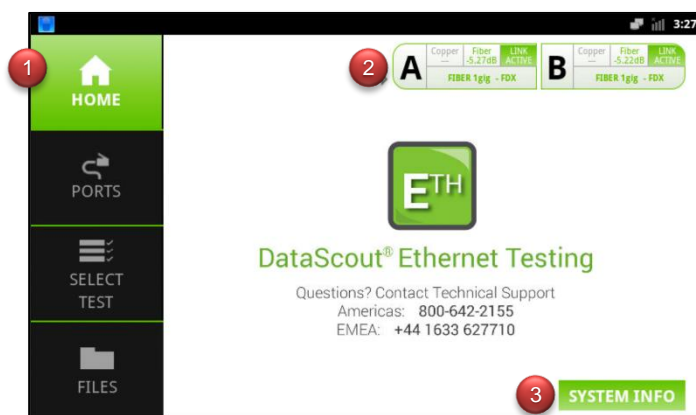 3:27
1
HOME
PORTS
SELECT
TEST
FILES
2
A
Copper
---
Fiber
-5.27dB
LINK
ACTIVE
FIBER 1gig - FDX
B
Copper
---
Fiber
-5.22dB
LINK
ACTIVE
FIBER 1gig - FDX
ETH
DataScout® Ethernet Testing
Questions? Contact Technical Support
Americas: 800-642-2155
EMEA: +44 1633 627710
3
SYSTEM INFO